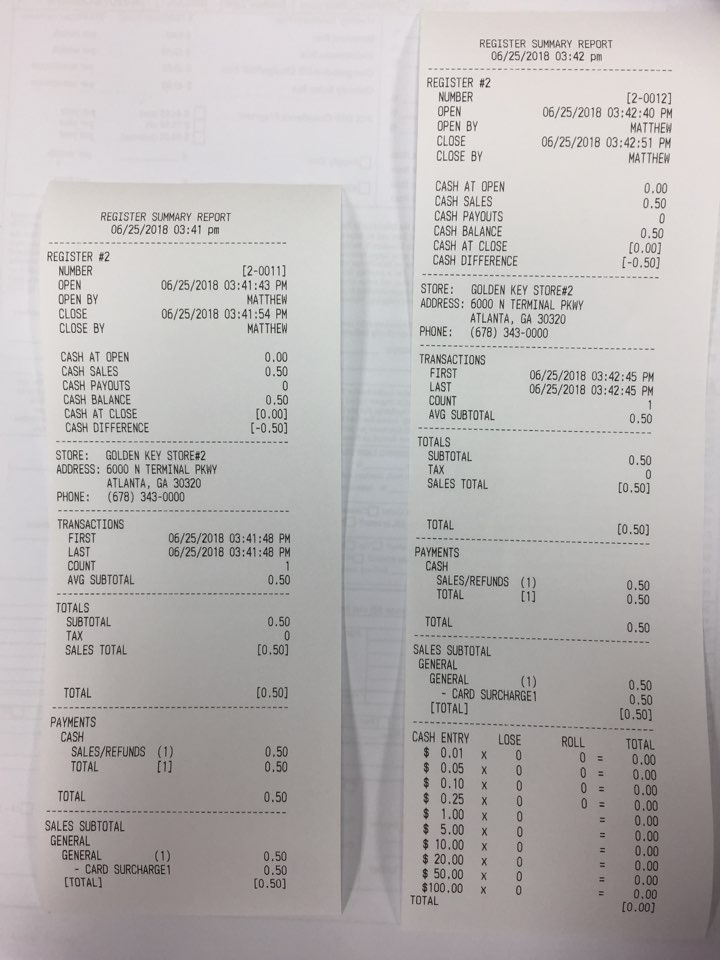 REGISTER SUMMARY REPORT
06/25/2018 03:41 pm
REGISTER #2
NUMBER [2-0011]
OPEN 06/25/2018 03:41:43 PM
OPEN BY MATTHEW
CLOSE 06/25/2018 03:41:54 PM
CLOSE BY MATTHEW
CASH AT OPEN 0.00
CASH SALES 0.50
CASH PAYOUTS 0
CASH BALANCE 0.50
CASH AT CLOSE [0.00]
CASH DIFFERENCE [-0.50]
STORE: GOLDEN KEY STORE#2
ADDRESS: 6000 N TERMINAL PKWY
ATLANTA, GA 30320
PHONE: (678) 343-0000
TRANSACTIONS
FIRST 06/25/2018 03:41:48 PM
LAST 06/25/2018 03:41:48 PM
COUNT 1
AVG SUBTOTAL 0.50
TOTALS
SUBTOTAL 0.50
TAX 0
SALES TOTAL [0.50]
TOTAL [0.50]
PAYMENTS
CASH
SALES/REFUNDS (1) 0.50
TOTAL [1] 0.50
TOTAL 0.50
SALES SUBTOTAL
GENERAL
GENERAL (1) 0.50
- CARD SURCHARGE1 0.50
[TOTAL] [0.50]
REGISTER SUMMARY REPORT
06/25/2018 03:42 pm
REGISTER #2
NUMBER [2-0012]
OPEN 06/25/2018 03:42:40 PM
OPEN BY MATTHEW
CLOSE 06/25/2018 03:42:51 PM
CLOSE BY MATTHEW
CASH AT OPEN 0.00
CASH SALES 0.50
CASH PAYOUTS 0
CASH BALANCE 0.50
CASH AT CLOSE [0.00]
CASH DIFFERENCE [-0.50]
STORE: GOLDEN KEY STORE#2
ADDRESS: 6000 N TERMINAL PKWY
ATLANTA, GA 30320
PHONE: (678) 343-0000
TRANSACTIONS
FIRST 06/25/2018 03:42:45 PM
LAST 06/25/2018 03:42:45 PM
COUNT 1
AVG SUBTOTAL 0.50
TOTALS
SUBTOTAL 0.50
TAX 0
SALES TOTAL [0.50]
TOTAL [0.50]
PAYMENTS
CASH
SALES/REFUNDS (1) 0.50
TOTAL [1] 0.50
TOTAL 0.50
SALES SUBTOTAL
GENERAL
GENERAL (1) 0.50
- CARD SURCHARGE1 0.50
[TOTAL] [0.50]
CASH ENTRY LOSE ROLL TOTAL
$ 0.01 x 0 0 = 0.00
$ 0.05 x 0 0 = 0.00
$ 0.10 x 0 0 = 0.00
$ 0.25 x 0 0 = 0.00
$ 1.00 x 0 = 0.00
$ 5.00 x 0 = 0.00
$ 10.00 x 0 = 0.00
$ 20.00 x 0 = 0.00
$ 50.00 x 0 = 0.00
$100.00 x 0 = 0.00
TOTAL [0.00]